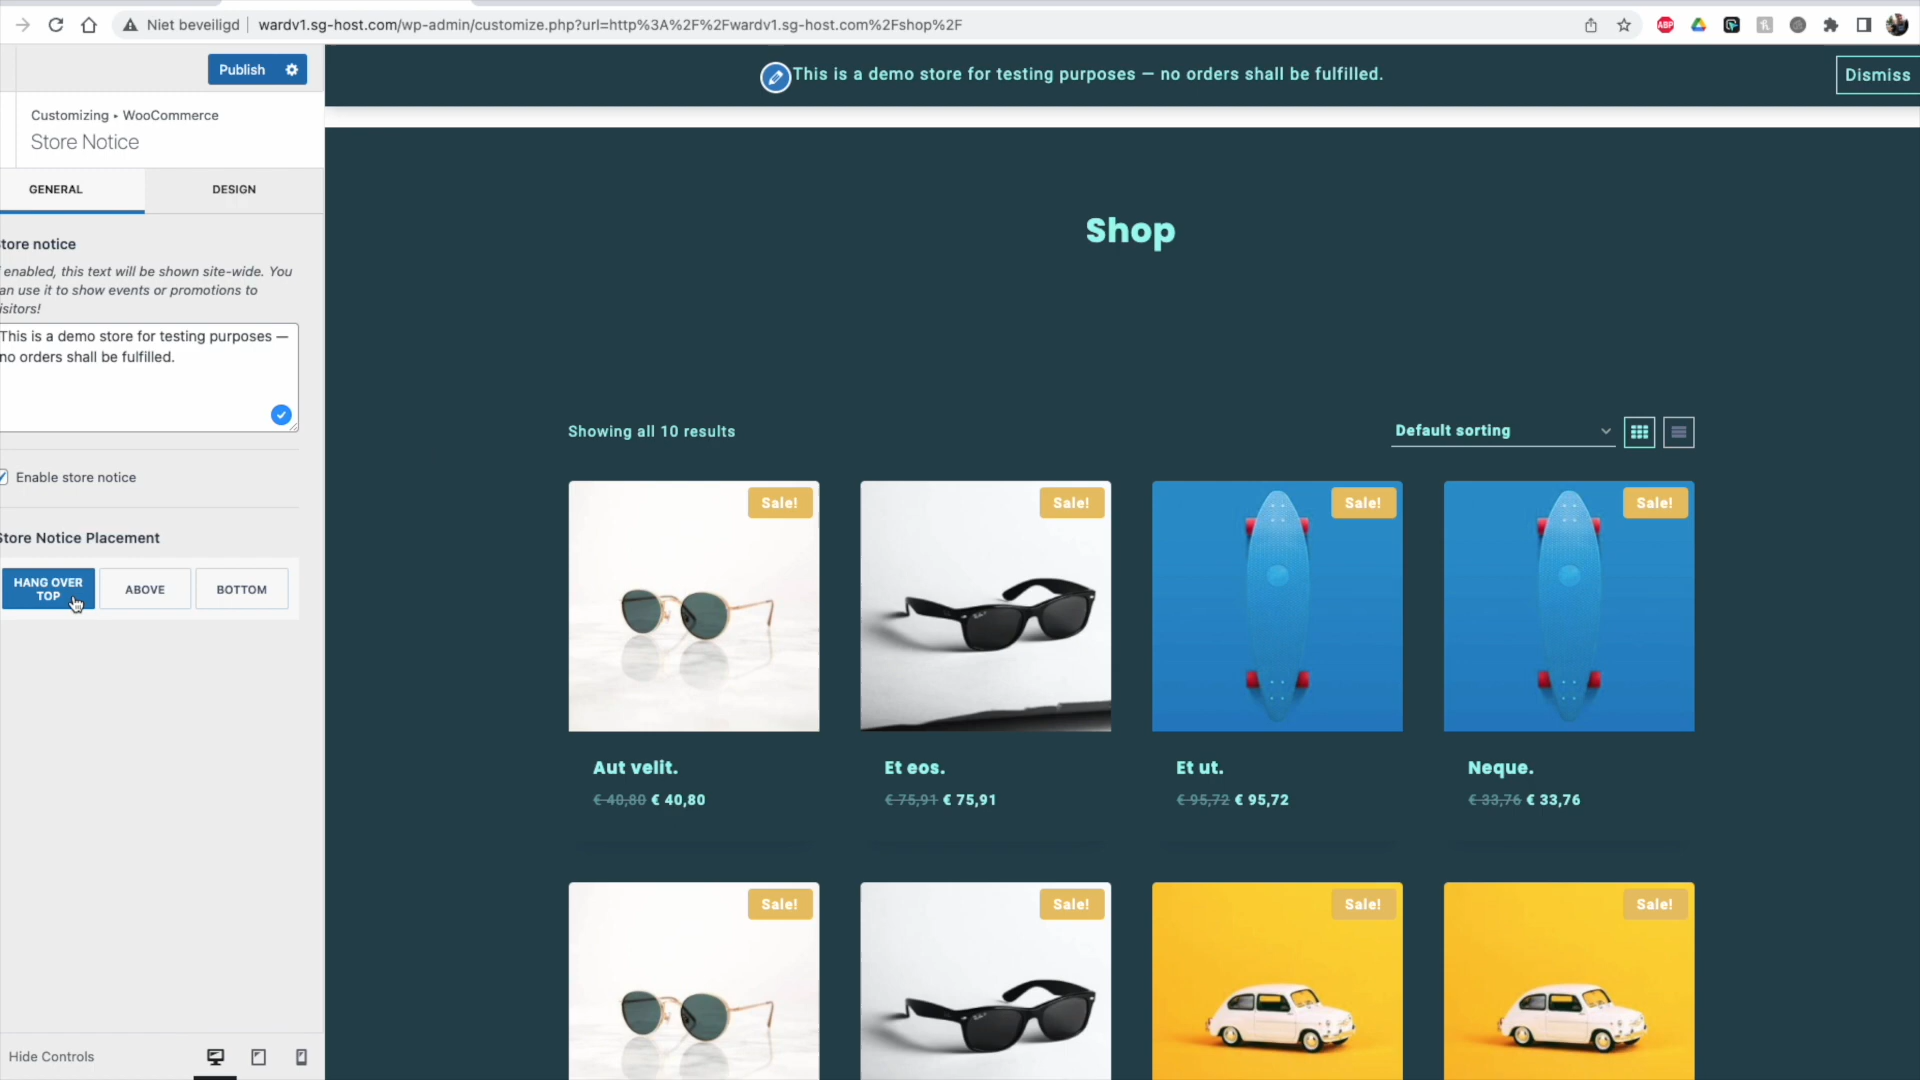 Niet beveiligd
wardv1.sg-host.com/wp-admin/customize.php?url=http%3A%2F%2Fwardv1.sg-host.com%2Fshop%2F
ABP
Publish
Customizing ▸ WooCommerce
Store Notice
GENERAL
DESIGN
tore notice
enabled, this text will be shown site-wide. You
an use it to show events or promotions to
isitors!
This is a demo store for testing purposes —
no orders shall be fulfilled.
Enable store notice
Store Notice Placement
HANG OVER
TOP
ABOVE
BOTTOM
Hide Controls
This is a demo store for testing purposes — no orders shall be fulfilled.
Dismiss
Shop
Showing all 10 results
Default sorting
Sale!
Sale!
Sale!
Sale!
Aut velit.
Et eos.
Et ut.
Neque.
€ 40,80 € 40,80
€ 75,91 € 75,91
€ 95,72 € 95,72
€ 33,76 € 33,76
Sale!
Sale!
Sale!
Sale!